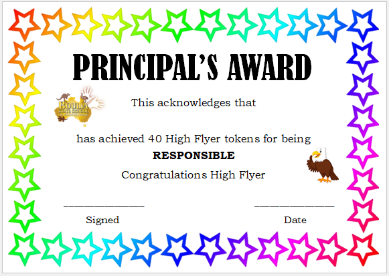 PRINCIPAL'S AWARD
This acknowledges that
has achieved 40 High Flyer tokens for being
RESPONSIBLE
Congratulations High Flyer
Signed Date